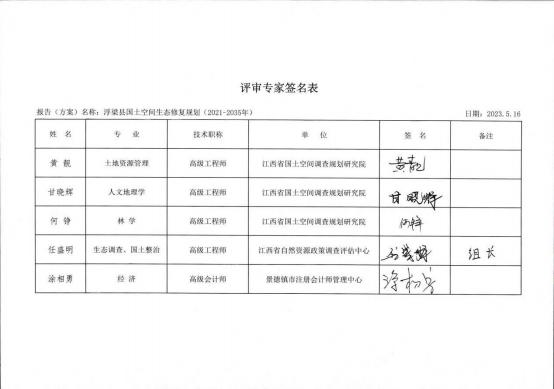 评审专家签名表
报告（方案）名称：浮梁县国土空间生态修复规划（2021-2035年） 日期：2023.5.16
姓 名 专 业 技术职称 单 位 签 名 备注
黄 靓 土地资源管理 高级工程师 江西省国土空间调查规划研究院 黄靓
甘晓辉 人文地理学 高级工程师 江西省国土空间调查规划研究院 甘晓辉
何 铮 林 学 高级工程师 江西省国土空间调查规划研究院 何铮
任盛明 生态调查、国土整治 高级工程师 江西省自然资源政策调查评估中心 组长
涂相勇 经 济 高级会计师 景德镇市注册会计师管理中心 涂相勇